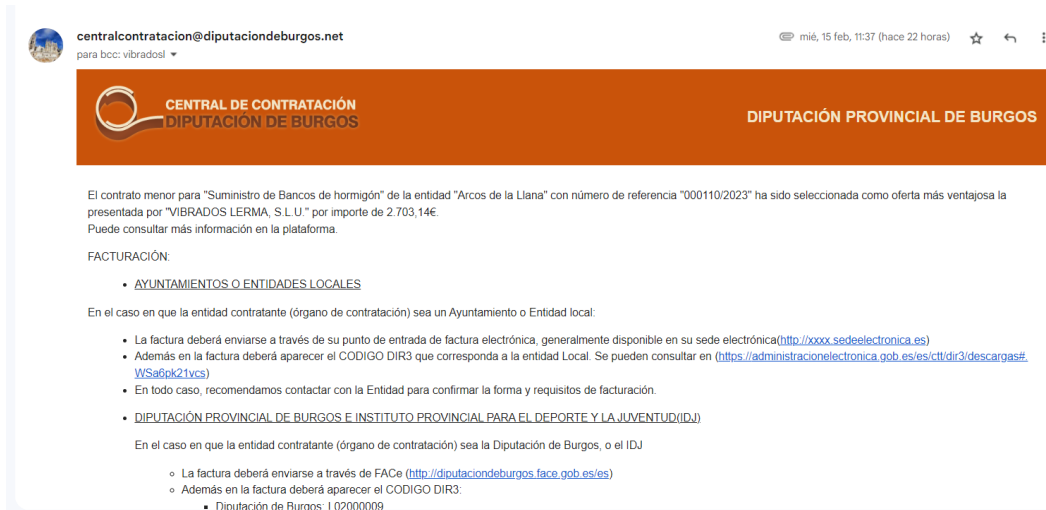 centralcontratacion@diputaciondeburgos.net
mié, 15 feb, 11:37 (hace 22 horas)
para bcc: vibradosl
CENTRAL DE CONTRATACIÓN
DIPUTACIÓN DE BURGOS
DIPUTACIÓN PROVINCIAL DE BURGOS
El contrato menor para "Suministro de Bancos de hormigón" de la entidad "Arcos de la Llana" con número de referencia "000110/2023" ha sido seleccionada como oferta más ventajosa la
presentada por "VIBRADOS LERMA, S.L.U." por importe de 2.703,14€.
Puede consultar más información en la plataforma.
FACTURACIÓN:
• AYUNTAMIENTOS O ENTIDADES LOCALES
En el caso en que la entidad contratante (órgano de contratación) sea un Ayuntamiento o Entidad local:
• La factura deberá enviarse a través de su punto de entrada de factura electrónica, generalmente disponible en su sede electrónica(http://xxxx.sedeelectronica.es)
• Además en la factura deberá aparecer el CODIGO DIR3 que corresponda a la entidad Local. Se pueden consultar en (https://administracionelectronica.gob.es/es/ctt/dir3/descargas#.
WSa6pk21vcs)
• En todo caso, recomendamos contactar con la Entidad para confirmar la forma y requisitos de facturación.
• DIPUTACIÓN PROVINCIAL DE BURGOS E INSTITUTO PROVINCIAL PARA EL DEPORTE Y LA JUVENTUD(IDJ)
En el caso en que la entidad contratante (órgano de contratación) sea la Diputación de Burgos, o el IDJ
○ La factura deberá enviarse a través de FACe (http://diputaciondeburgos.face.gob.es/es)
○ Además en la factura deberá aparecer el CODIGO DIR3:
▪ Diputación de Burgos: L02000009